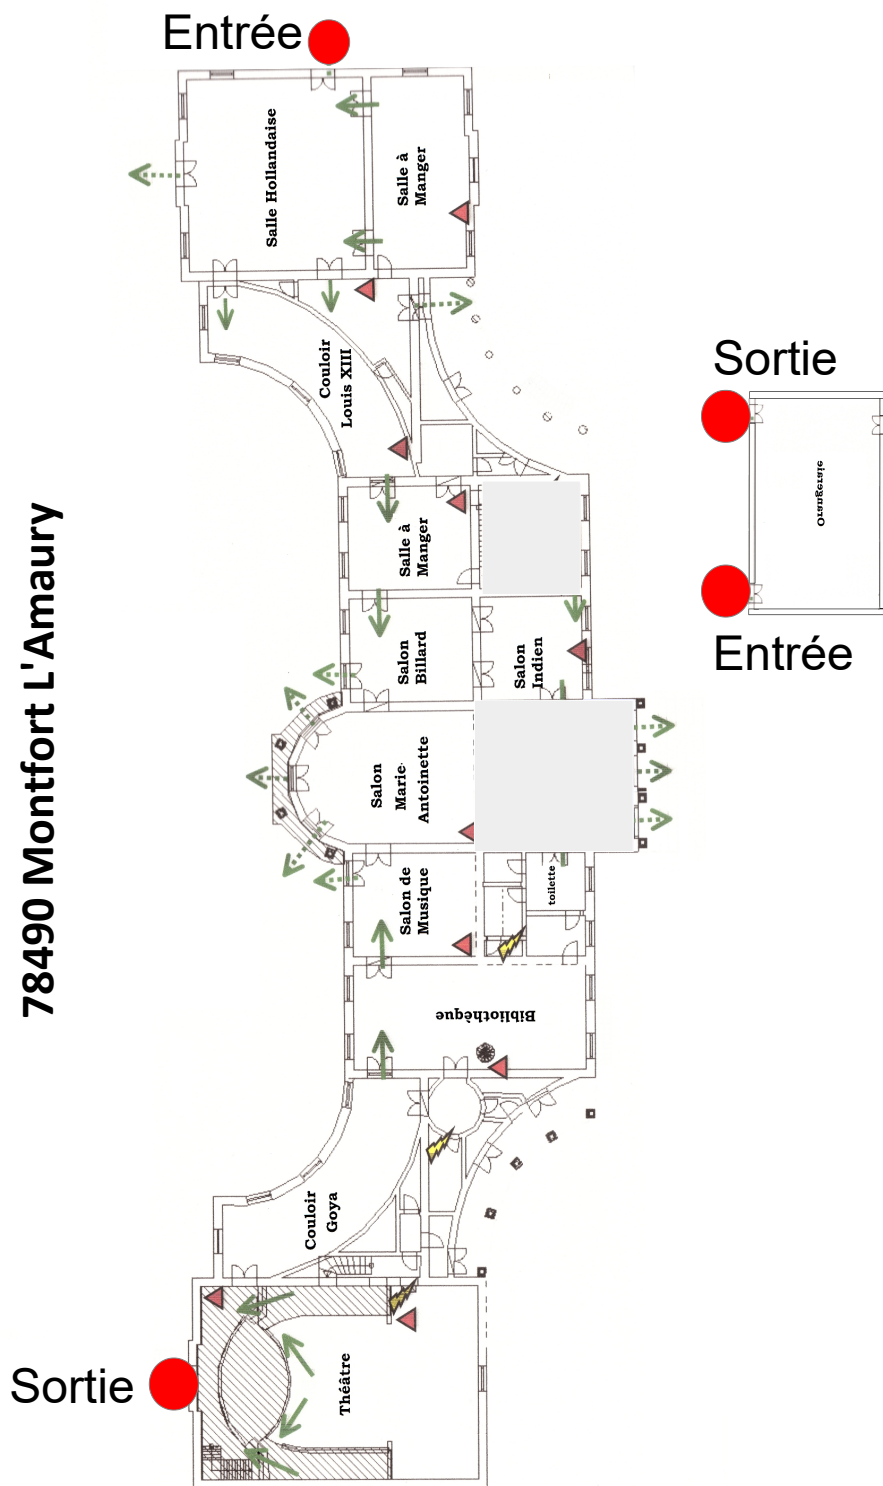 Entrée
Salle Hollandaise
Salle à
Manger
Couloir
Louis XIII
Sortie
Orangeraie
Entrée
Salle à
Manger
Salon
Billard
Salon
Indien
78490 Montfort L'Amaury
Salon
Marie-
Antoinette
Salon de
Musique
toilette
Bibliothèque
Couloir
Goya
Sortie
Théâtre